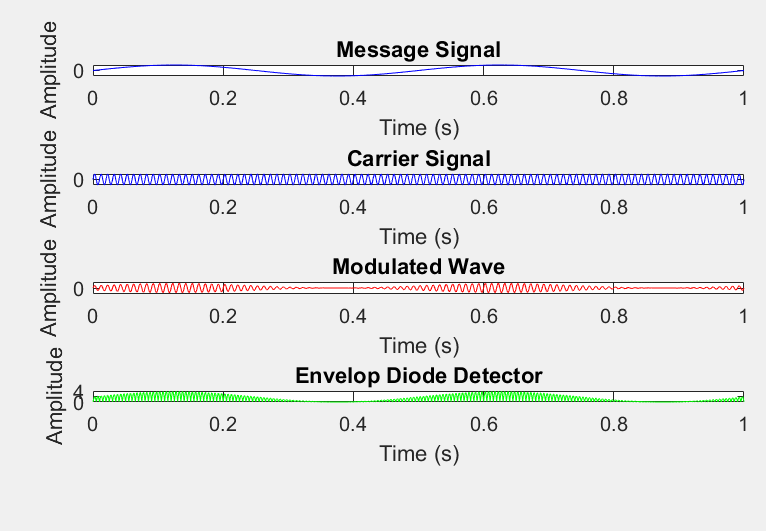 Message Signal
Amplitude
0
0 0.2 0.4 0.6 0.8 1
Time (s)
Carrier Signal
Amplitude
0
0 0.2 0.4 0.6 0.8 1
Time (s)
Modulated Wave
Amplitude
0
0 0.2 0.4 0.6 0.8 1
Time (s)
Envelop Diode Detector
Amplitude
4
0
0 0.2 0.4 0.6 0.8 1
Time (s)